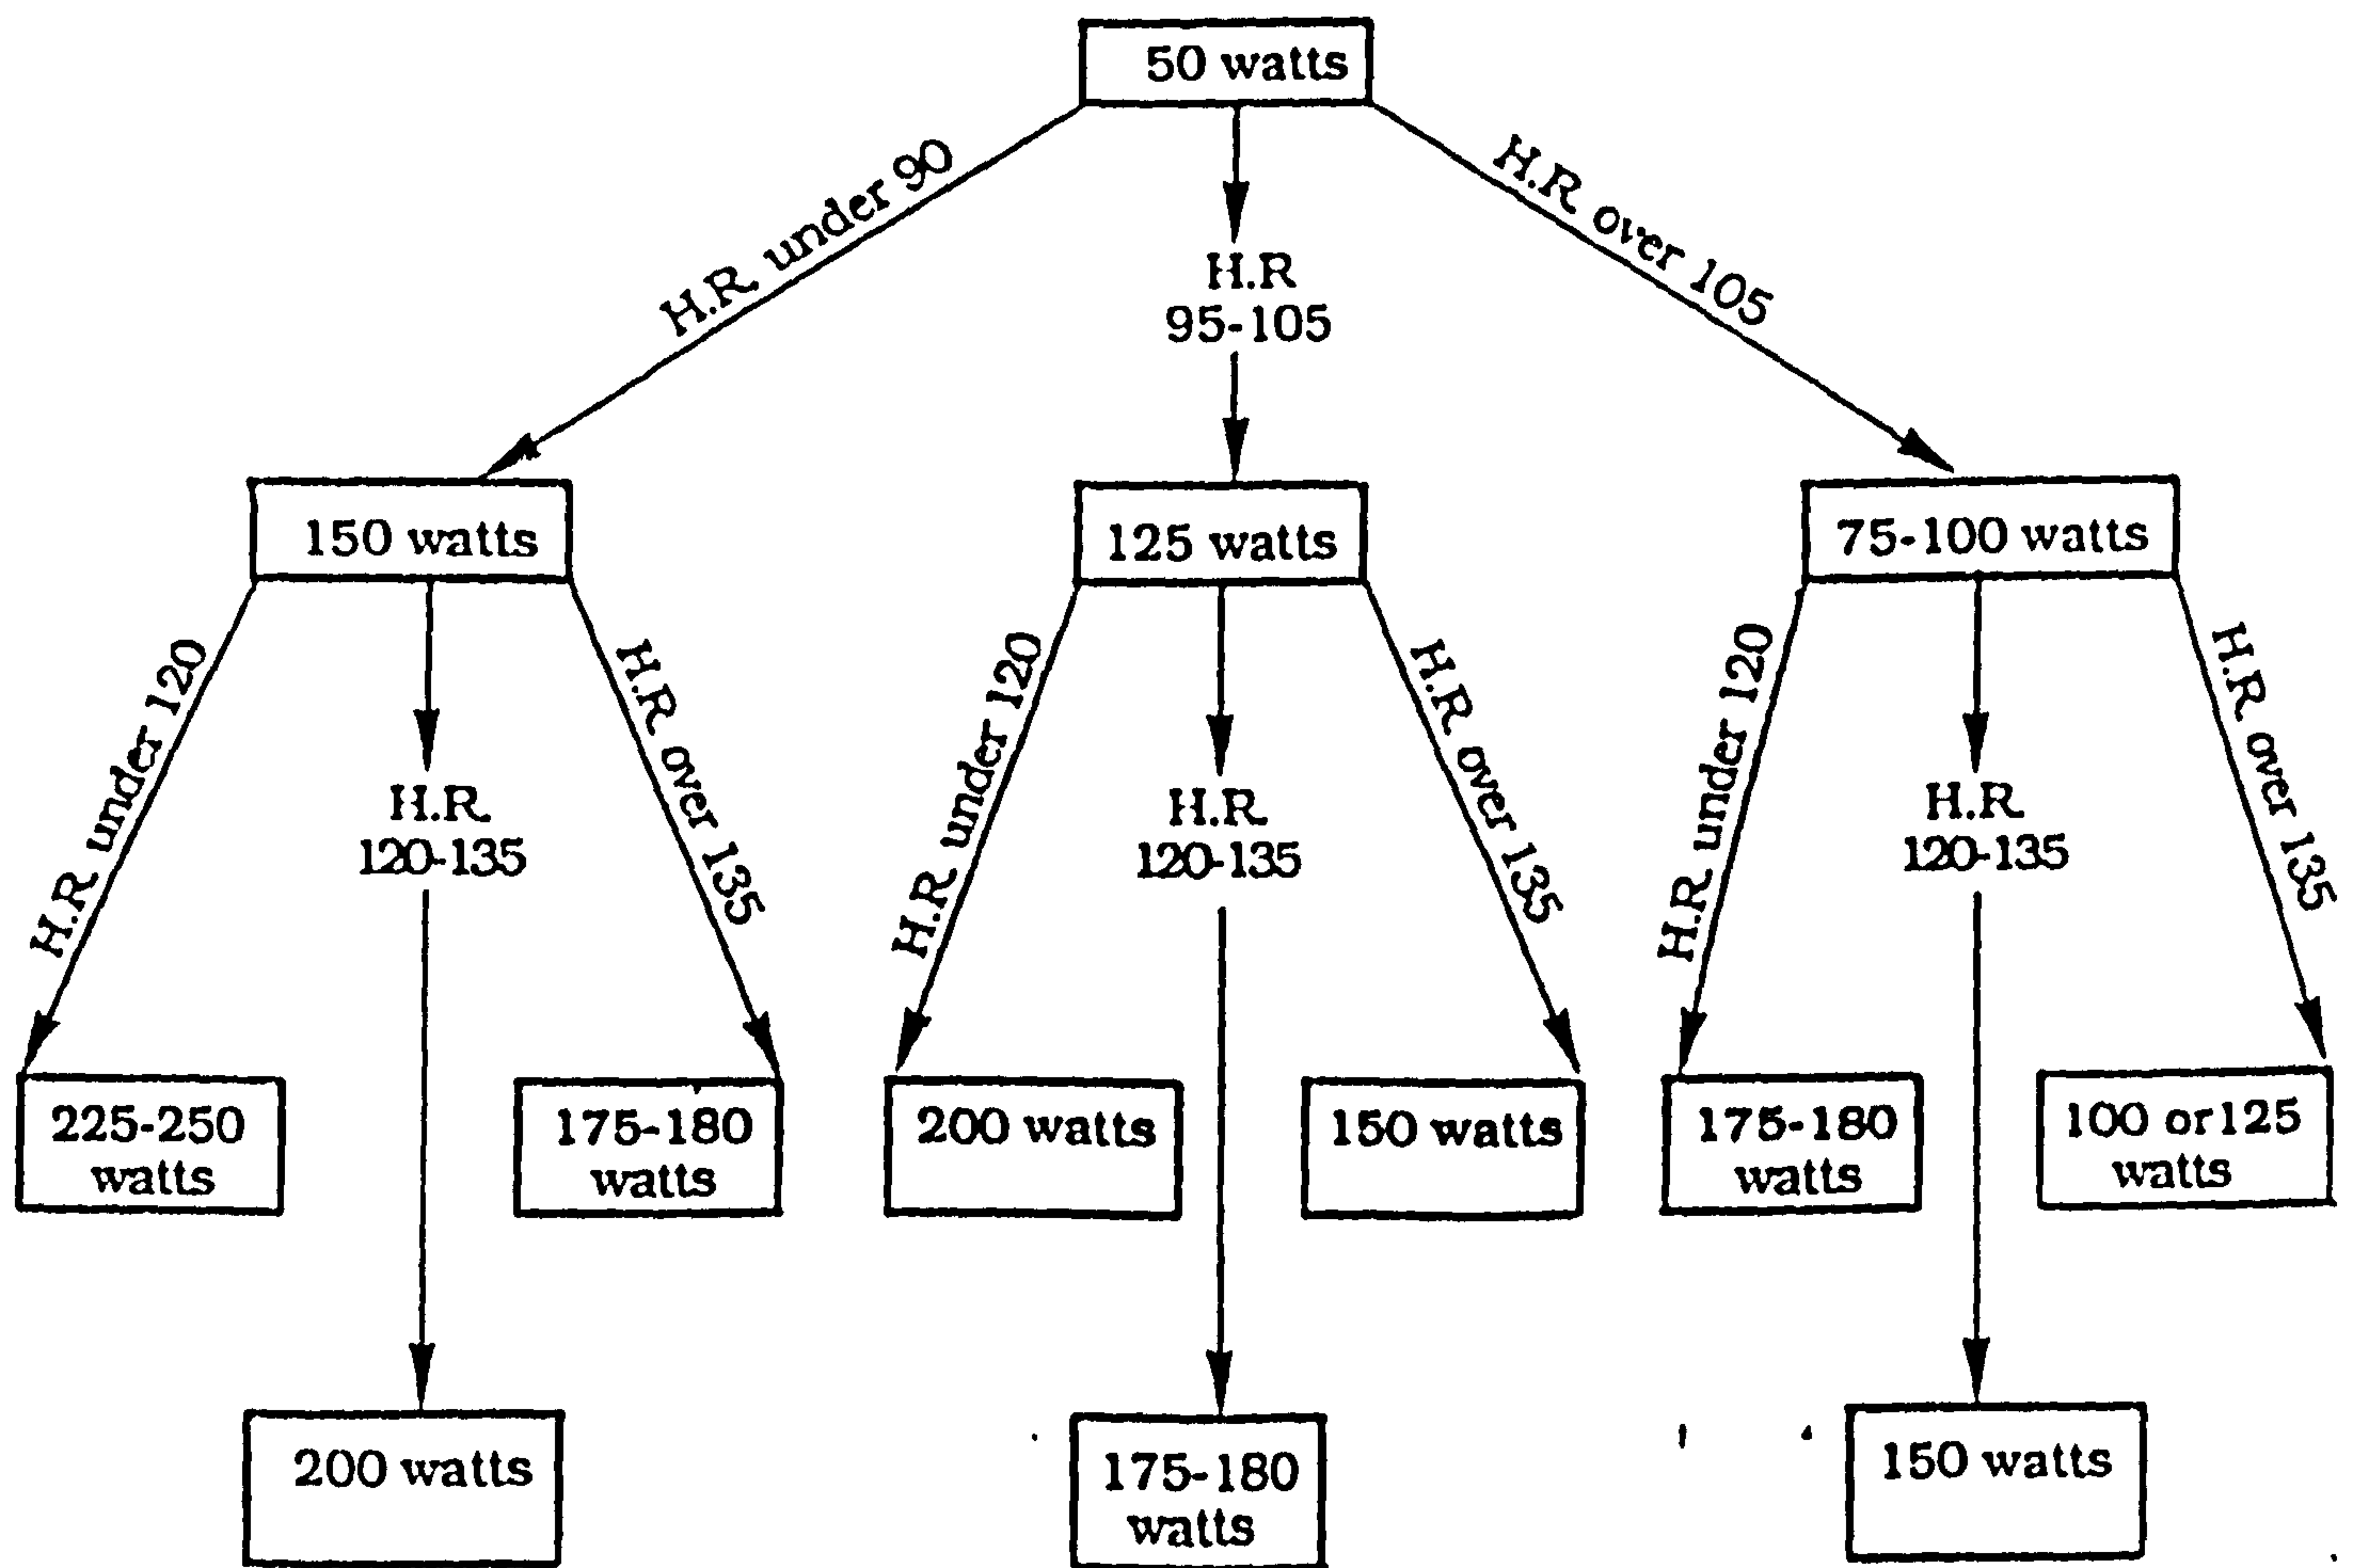 50 watts
H.R under 90
H.R
95-105
H.R over 105
150 watts
125 watts
75-100 watts
H.R under 120
H.R
120-135
H.R over 135
H.R under 120
H.R
120-135
H.R over 135
H.R under 120
H.R
120-135
H.R over 135
225-250
watts
175-180
watts
200 watts
150 watts
175-180
watts
100 or 125
watts
200 watts
175-180
watts
150 watts